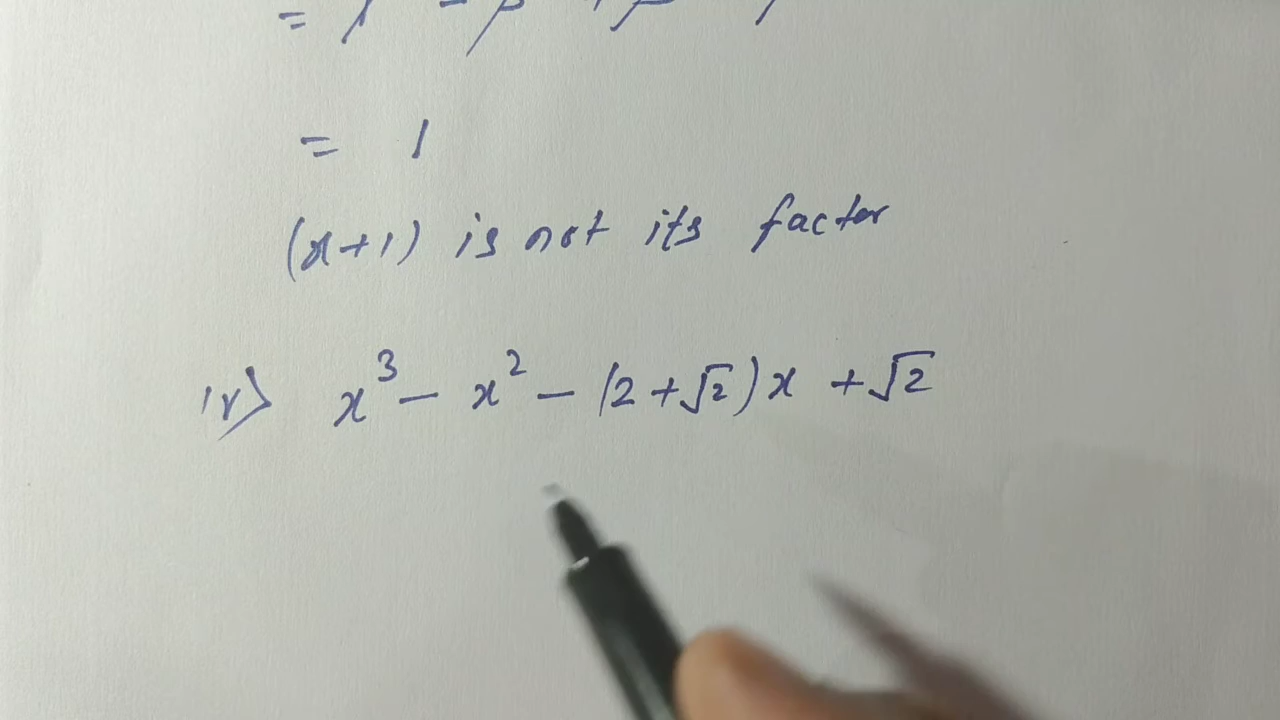 = 1
(x+1) is not its factor
iv> x³ - x² - (2+√2)x + √2